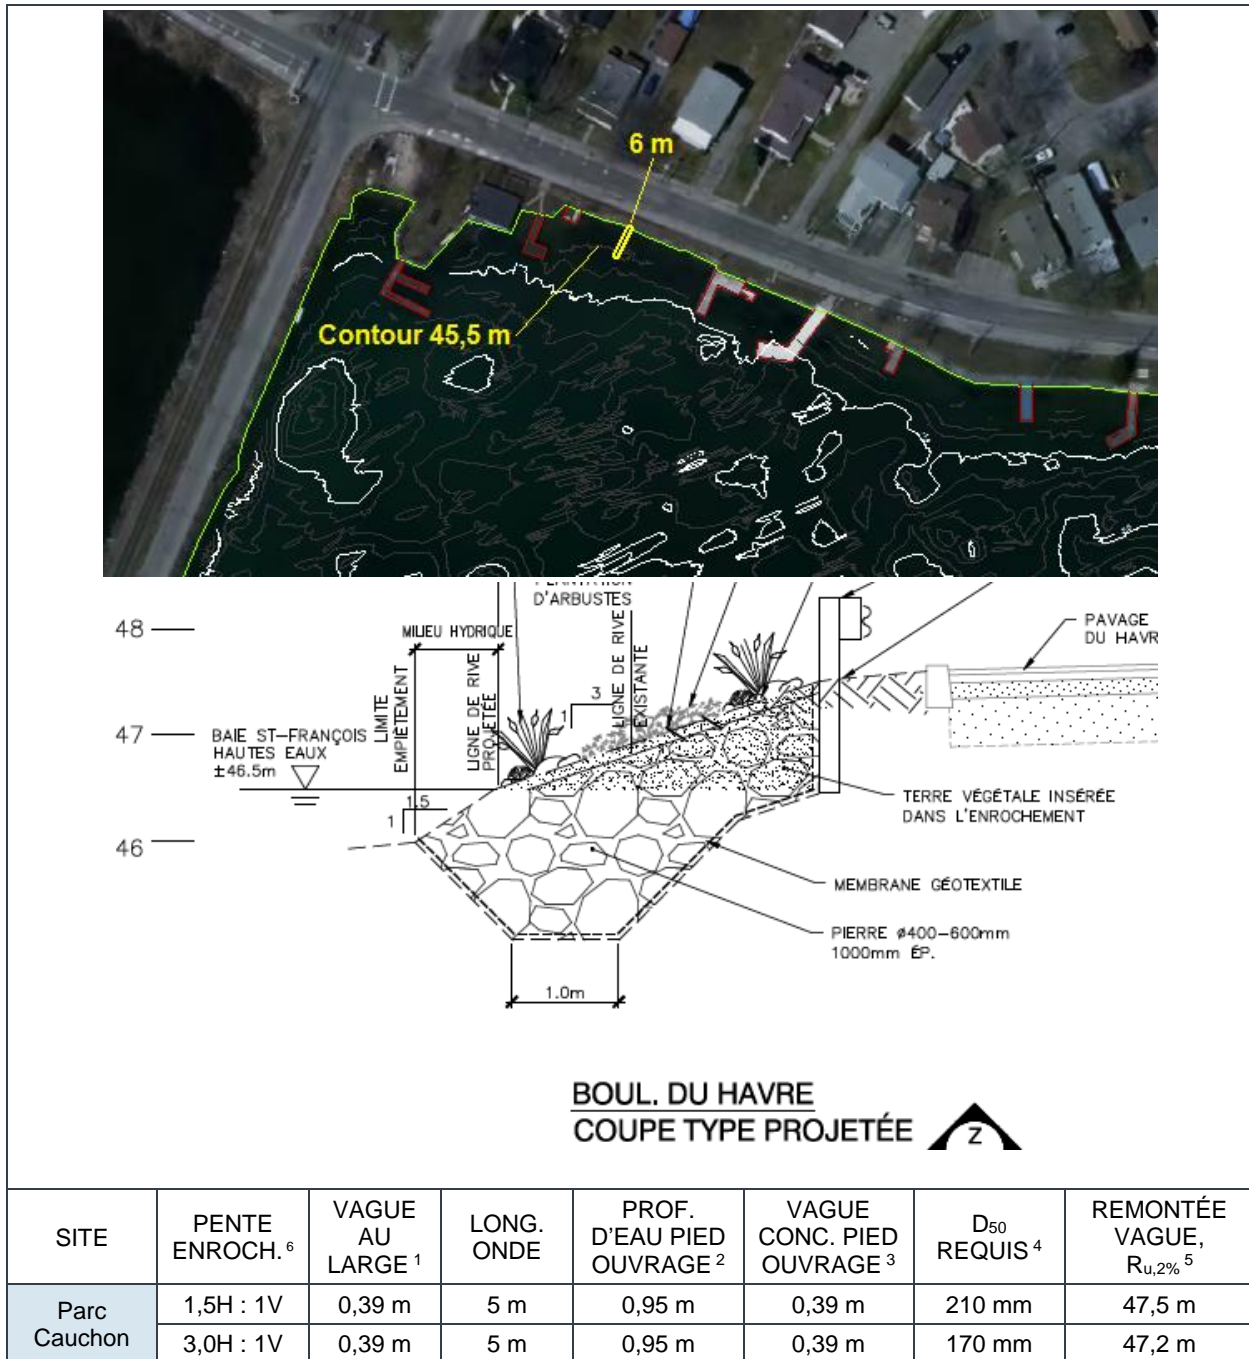 6 m
Contour 45,5 m
PLANTATION
D'ARBUSTES
48
MILIEU HYDRIQUE
LIMITE
EMPIÈTEMENT
LIGNE DE RIVE
PROJETÉE
LIGNE DE RIVE
EXISTANTE
3
1
PAVAGE
DU HAVR
47
BAIE ST-FRANÇOIS
HAUTES EAUX
±46.5m
1.5
1
TERRE VÉGÉTALE INSÉRÉE
DANS L'ENROCHEMENT
46
MEMBRANE GÉOTEXTILE
PIERRE ø400-600mm
1000mm ÉP.
1.0m
BOUL. DU HAVRE
COUPE TYPE PROJETÉE
Z
SITE
PENTE
ENROCH. 6
VAGUE
AU
LARGE 1
LONG.
ONDE
PROF.
D'EAU PIED
OUVRAGE 2
VAGUE
CONC. PIED
OUVRAGE 3
D50
REQUIS 4
REMONTÉE
VAGUE,
Ru,2% 5
Parc
Cauchon
1,5H : 1V
0,39 m
5 m
0,95 m
0,39 m
210 mm
47,5 m
3,0H : 1V
0,39 m
5 m
0,95 m
0,39 m
170 mm
47,2 m